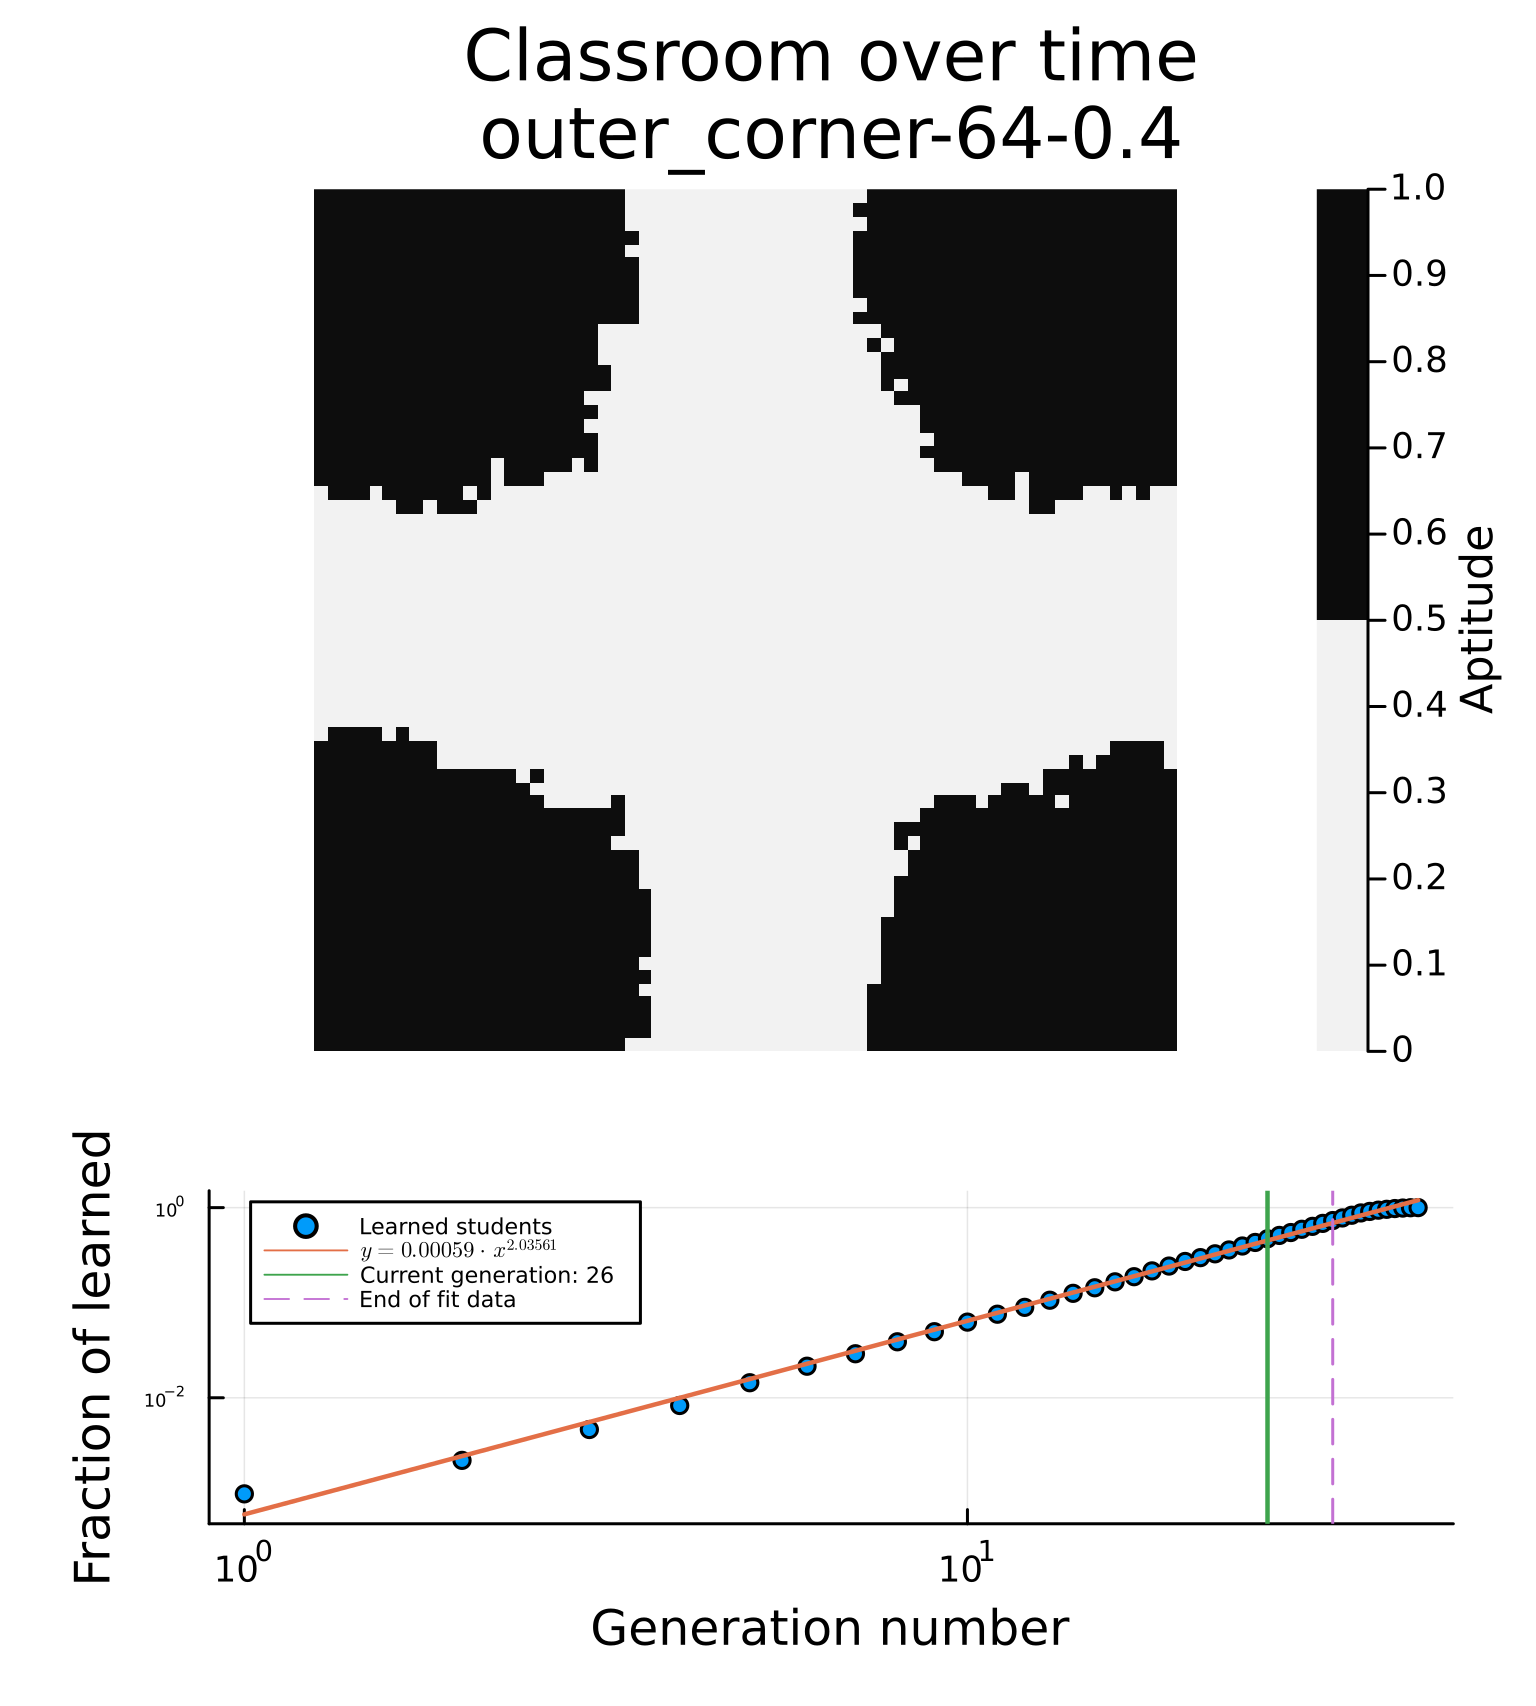 Classroom over time
outer_corner-64-0.4
1.0
0.9
0.8
0.7
0.6
0.5
0.4
0.3
0.2
0.1
0
Aptitude
Fraction of learned
10^0
10^-2
Learned students
y = 0.00059 · x^2.03561
Current generation: 26
End of fit data
10^0
10^1
Generation number